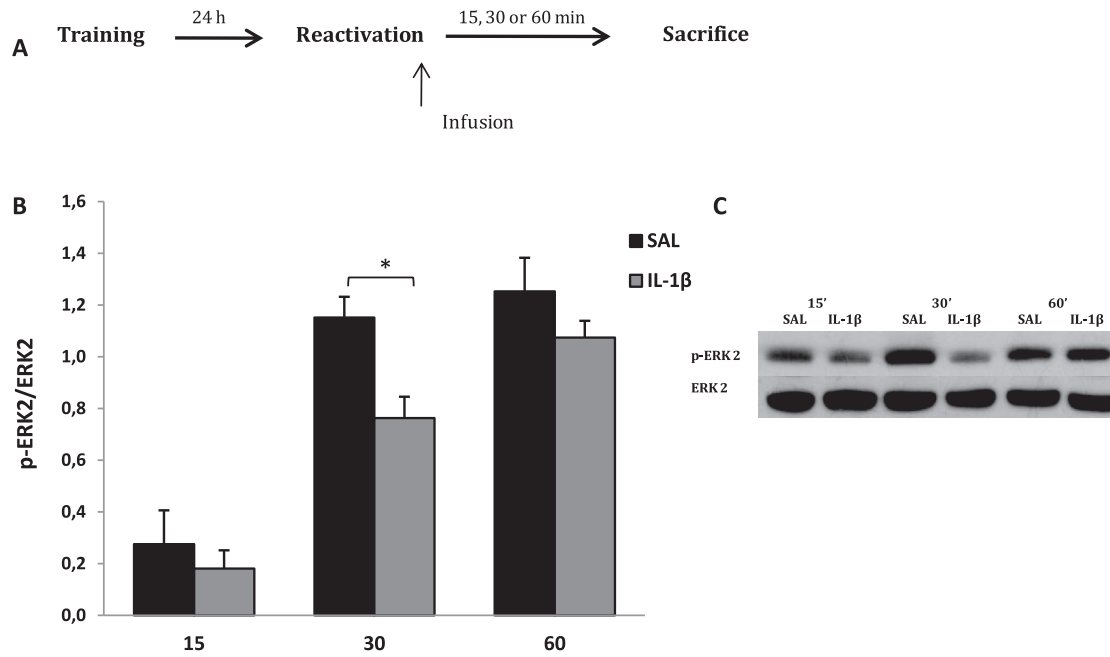 A
Training
24 h
Reactivation
15, 30 or 60 min
Sacrifice
Infusion
B
p-ERK2/ERK2
1,6
1,4
1,2
1,0
0,8
0,6
0,4
0,2
0,0
*
SAL
IL-1β
15 30 60
C
15' 30' 60'
SAL IL-1β SAL IL-1β SAL IL-1β
p-ERK 2
ERK 2